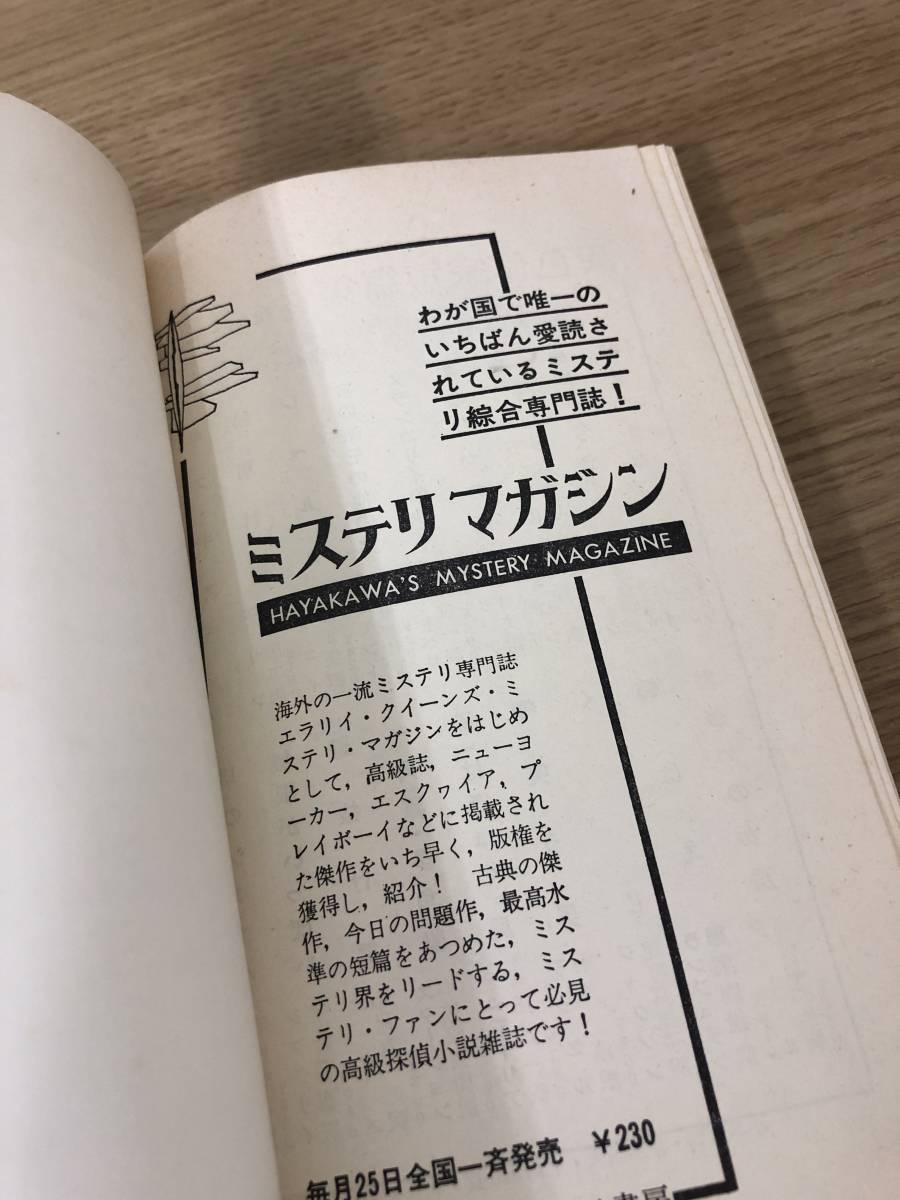 わが国で唯一の
いちばん愛読さ
れているミステ
リ綜合専門誌！
ミステリマガジン
HAYAKAWA'S MYSTERY MAGAZINE
海外の一流ミステリ専門誌
エラリイ・クイーンズ・ミ
ステリ・マガジンをはじめ
として，高級誌，ニューヨ
ーカー，エスクヮイア，プ
レイボーイなどに掲載され
た傑作をいち早く，版権を
獲得し，紹介！　古典の傑
作，今日の問題作，最高水
準の短篇をあつめた，ミス
テリ界をリードする，ミス
テリ・ファンにとって必見
の高級探偵小説雑誌です！
毎月25日全国一斉発売　¥230
書房